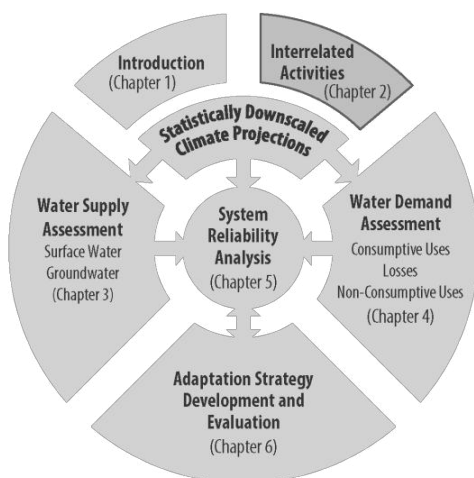 Introduction
(Chapter 1)
Interrelated
Activities
(Chapter 2)
Statistically Downscaled
Climate Projections
Water Supply
Assessment
Surface Water
Groundwater
(Chapter 3)
System
Reliability
Analysis
(Chapter 5)
Water Demand
Assessment
Consumptive Uses
Losses
Non-Consumptive Uses
(Chapter 4)
Adaptation Strategy
Development and
Evaluation
(Chapter 6)